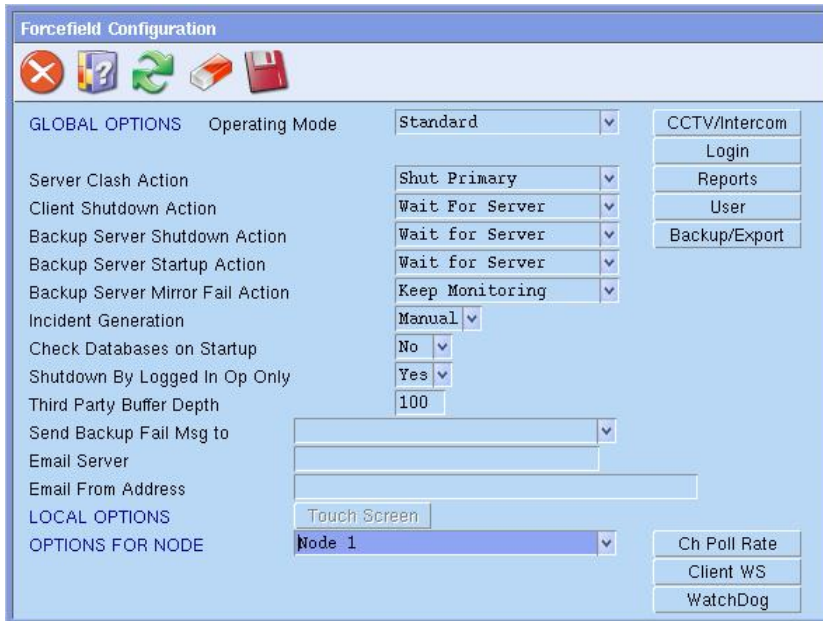 Forcefield Configuration
GLOBAL OPTIONS Operating Mode Standard CCTV/Intercom
Login
Server Clash Action Shut Primary Reports
Client Shutdown Action Wait For Server User
Backup Server Shutdown Action Wait for Server Backup/Export
Backup Server Startup Action Wait for Server
Backup Server Mirror Fail Action Keep Monitoring
Incident Generation Manual
Check Databases on Startup No
Shutdown By Logged In Op Only Yes
Third Party Buffer Depth 100
Send Backup Fail Msg to
Email Server
Email From Address
LOCAL OPTIONS Touch Screen
OPTIONS FOR NODE Node 1 Ch Poll Rate
Client WS
WatchDog